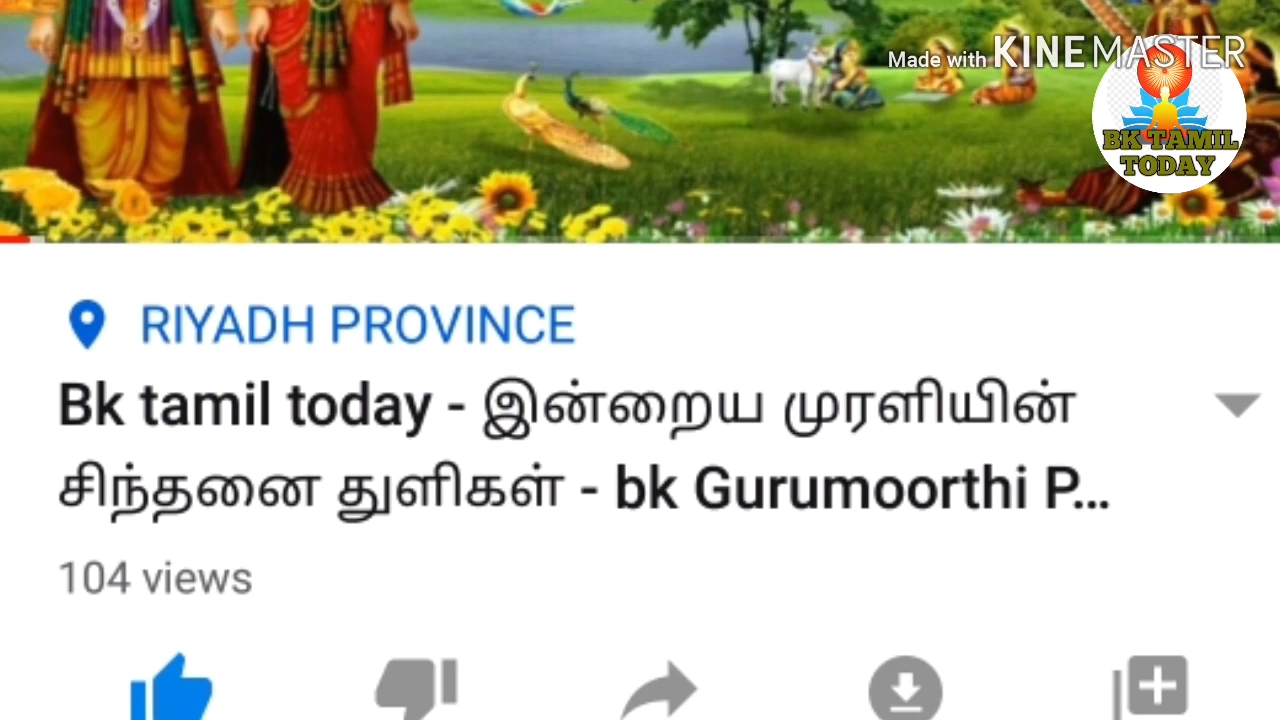 Made with KINEMASTER
BK TAMIL
TODAY
RIYADH PROVINCE
Bk tamil today - இன்றைய முரளியின்
சிந்தனை துளிகள் - bk Gurumoorthi P...
104 views